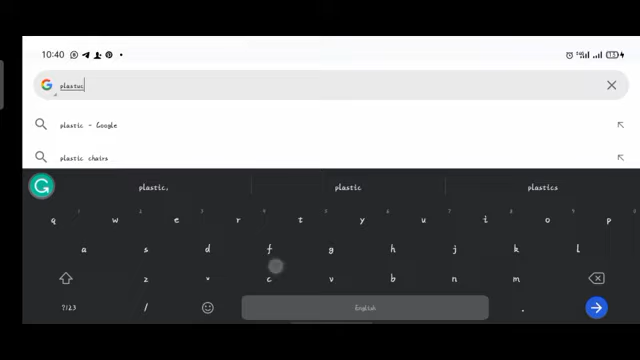 10:40
plastuc
plastic - Google
plastic chairs
plastic, plastic plastics
q w e r t y u i o p
a s d f g h j k l
z c v b n m
?123 / English .